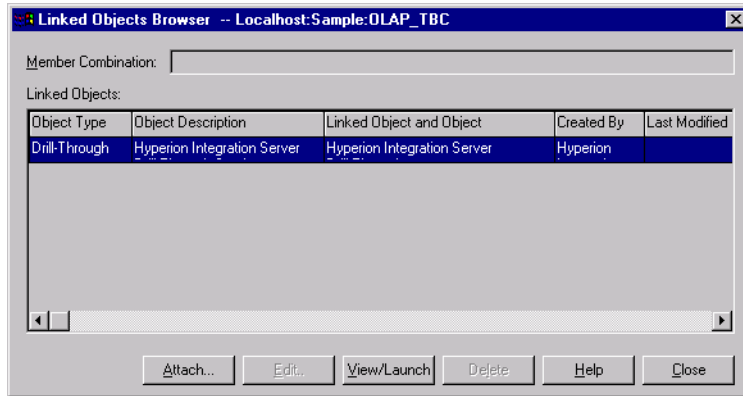 Linked Objects Browser -- Localhost:Sample:OLAP_TBC
Member Combination:
Linked Objects:
Object Type Object Description Linked Object and Object Created By Last Modified
Drill-Through Hyperion Integration Server Hyperion Integration Server Hyperion
Attach... Edit.. View/Launch Delete Help Close